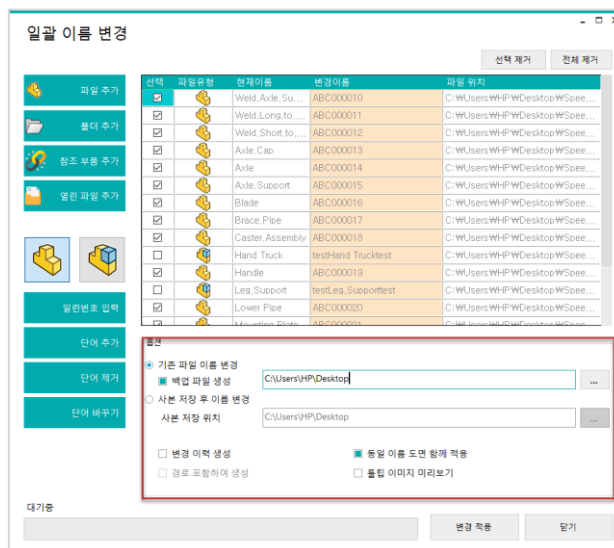 일괄 이름 변경
선택 제거 전체 제거
파일 추가
폴더 추가
참조 부품 추가
열린 파일 추가
일련번호 입력
단어 추가
단어 제거
단어 바꾸기
선택 파일유형 현재이름 변경이름 파일 위치
Weld,Axle,Su... ABC000010 C:₩Users₩HP₩Desktop₩Spee...
Weld,Long,to,... ABC000011 C:₩Users₩HP₩Desktop₩Spee...
Weld,Short,to,... ABC000012 C:₩Users₩HP₩Desktop₩Spee...
Axle,Cap ABC000013 C:₩Users₩HP₩Desktop₩Spee...
Axle ABC000014 C:₩Users₩HP₩Desktop₩Spee...
Axle,Support ABC000015 C:₩Users₩HP₩Desktop₩Spee...
Blade ABC000016 C:₩Users₩HP₩Desktop₩Spee...
Brace,Pipe ABC000017 C:₩Users₩HP₩Desktop₩Spee...
Caster,Assembly ABC000018 C:₩Users₩HP₩Desktop₩Spee...
Hand Truck testHand Trucktest C:₩Users₩HP₩Desktop₩Spee...
Handle ABC000019 C:₩Users₩HP₩Desktop₩Spee...
Leg,Support testLeg,Supporttest C:₩Users₩HP₩Desktop₩Spee...
Lower Pipe ABC000020 C:₩Users₩HP₩Desktop₩Spee...
Mounting Plate ABC000021
옵션
기존 파일 이름 변경
백업 파일 생성 C:\Users\HP\Desktop ...
사본 저장 후 이름 변경
사본 저장 위치 C:\Users\HP\Desktop ...
변경 이력 생성 동일 이름 도면 함께 적용
경로 포함하여 생성 툴팁 이미지 미리보기
대기중
변경 적용 닫기